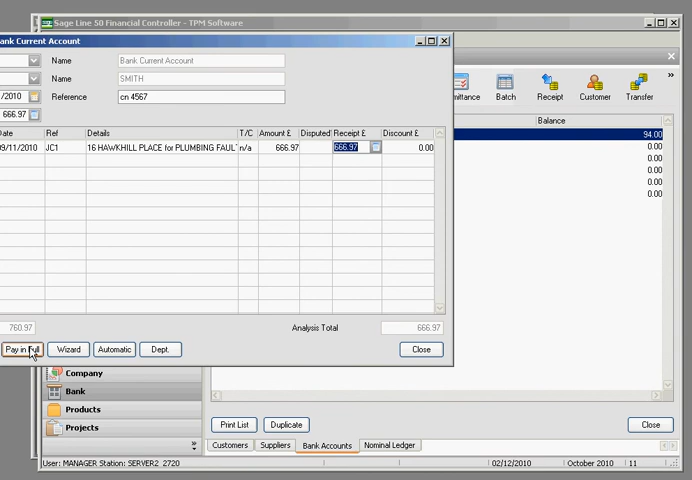 Sage Line 50 Financial Controller - TPM Software
ank Current Account
Name
Bank Current Account
Name
SMITH
/2010
Reference
cn 4567
666.97
ittance
Batch
Receipt
Customer
Transfer
»
Date
Ref
Details
T/C
Amount £
Disputed
Receipt £
Discount £
Balance
94.00
0.00
0.00
0.00
0.00
0.00
09/11/2010
JC1
16 HAWKHILL PLACE for PLUMBING FAUL
n/a
666.97
666.97
0.00
760.97
Analysis Total
666.97
Pay in Full
Wizard
Automatic
Dept.
Close
Company
Bank
Products
Projects
»
Print List
Duplicate
Close
Customers
Suppliers
Bank Accounts
Nominal Ledger
User: MANAGER Station: SERVER2 2720
02/12/2010
October 2010
11